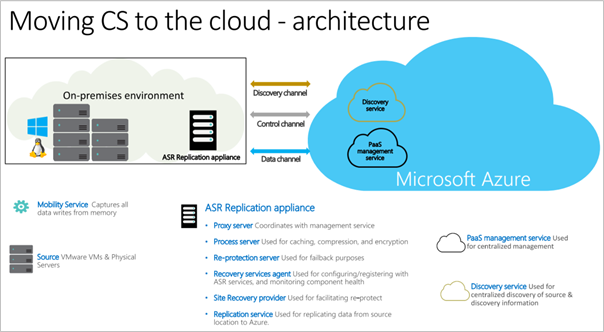 Moving CS to the cloud - architecture
On-premises environment
ASR Replication appliance
Discovery channel
Control channel
Data channel
Discovery
service
PaaS
management
service
Microsoft Azure
Mobility Service Captures all
data writes from memory
Source VMware VMs & Physical
Servers
ASR Replication appliance
• Proxy server Coordinates with management service
• Process server Used for caching, compression, and encryption
• Re-protection server Used for failback purposes
• Recovery services agent Used for configuring/registering with
ASR services, and monitoring component health
• Site Recovery provider Used for facilitating re-protect
• Replication service Used for replicating data from source
location to Azure.
PaaS management service Used
for centralized management
Discovery service Used for
centralized discovery of source &
discovery information